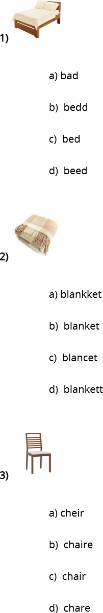 1)
a) bad
b) bedd
c) bed
d) beed
2)
a) blankket
b) blanket
c) blancet
d) blankett
3)
a) cheir
b) chaire
c) chair
d) chare